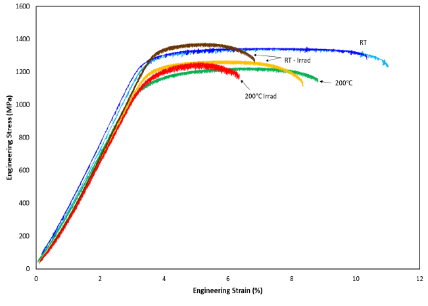 1600
1400
1200
1000
800
600
400
200
0
Engineering Stress (MPa)
RT
RT - Irred
200°C
200°C Irrad
0 2 4 6 8 10 12
Engineering Strain (%)